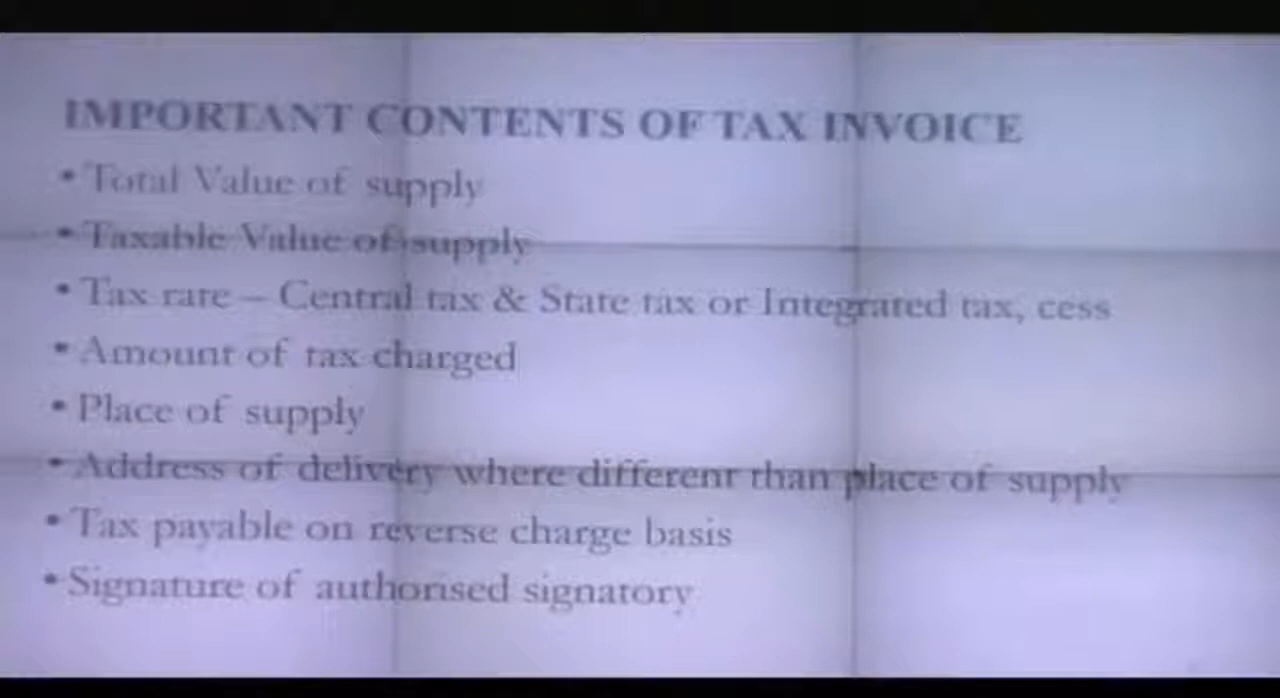 IMPORTANT CONTENTS OF TAX INVOICE
• Total Value of supply
• Taxable Value of supply
• Tax rate – Central tax & State tax or Integrated tax, cess
• Amount of tax charged
• Place of supply
• Address of delivery where different than place of supply
• Tax payable on reverse charge basis
• Signature of authorised signatory